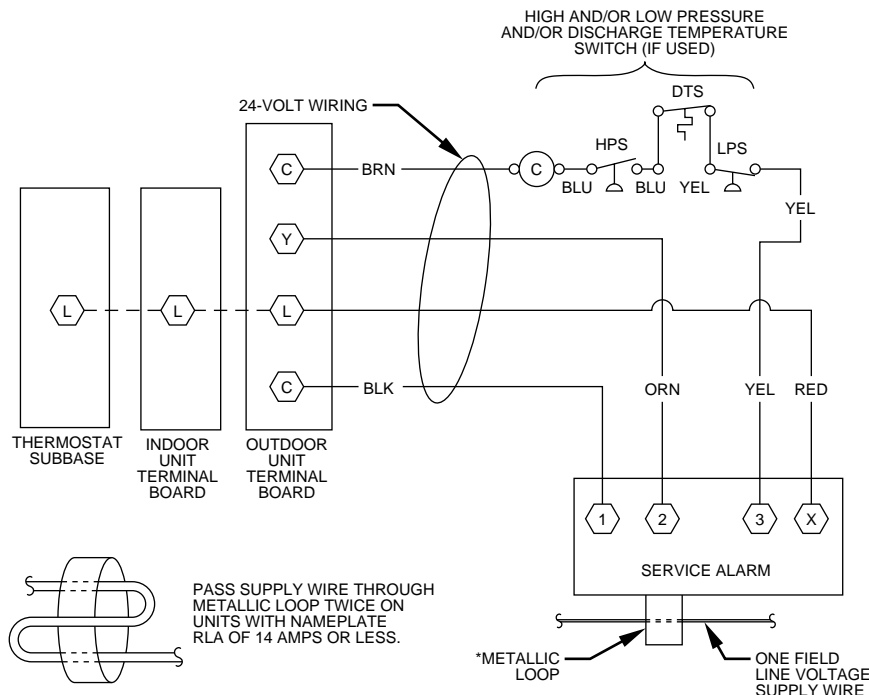 HIGH AND/OR LOW PRESSURE
AND/OR DISCHARGE TEMPERATURE
SWITCH (IF USED)
24-VOLT WIRING
DTS
HPS
LPS
C
BRN
C
BLU
BLU
YEL
YEL
Y
L
L
L
C
BLK
ORN
YEL
RED
THERMOSTAT
SUBBASE
INDOOR
UNIT
TERMINAL
BOARD
OUTDOOR
UNIT
TERMINAL
BOARD
1
2
3
X
SERVICE ALARM
PASS SUPPLY WIRE THROUGH
METALLIC LOOP TWICE ON
UNITS WITH NAMEPLATE
RLA OF 14 AMPS OR LESS.
*METALLIC
LOOP
ONE FIELD
LINE VOLTAGE
SUPPLY WIRE